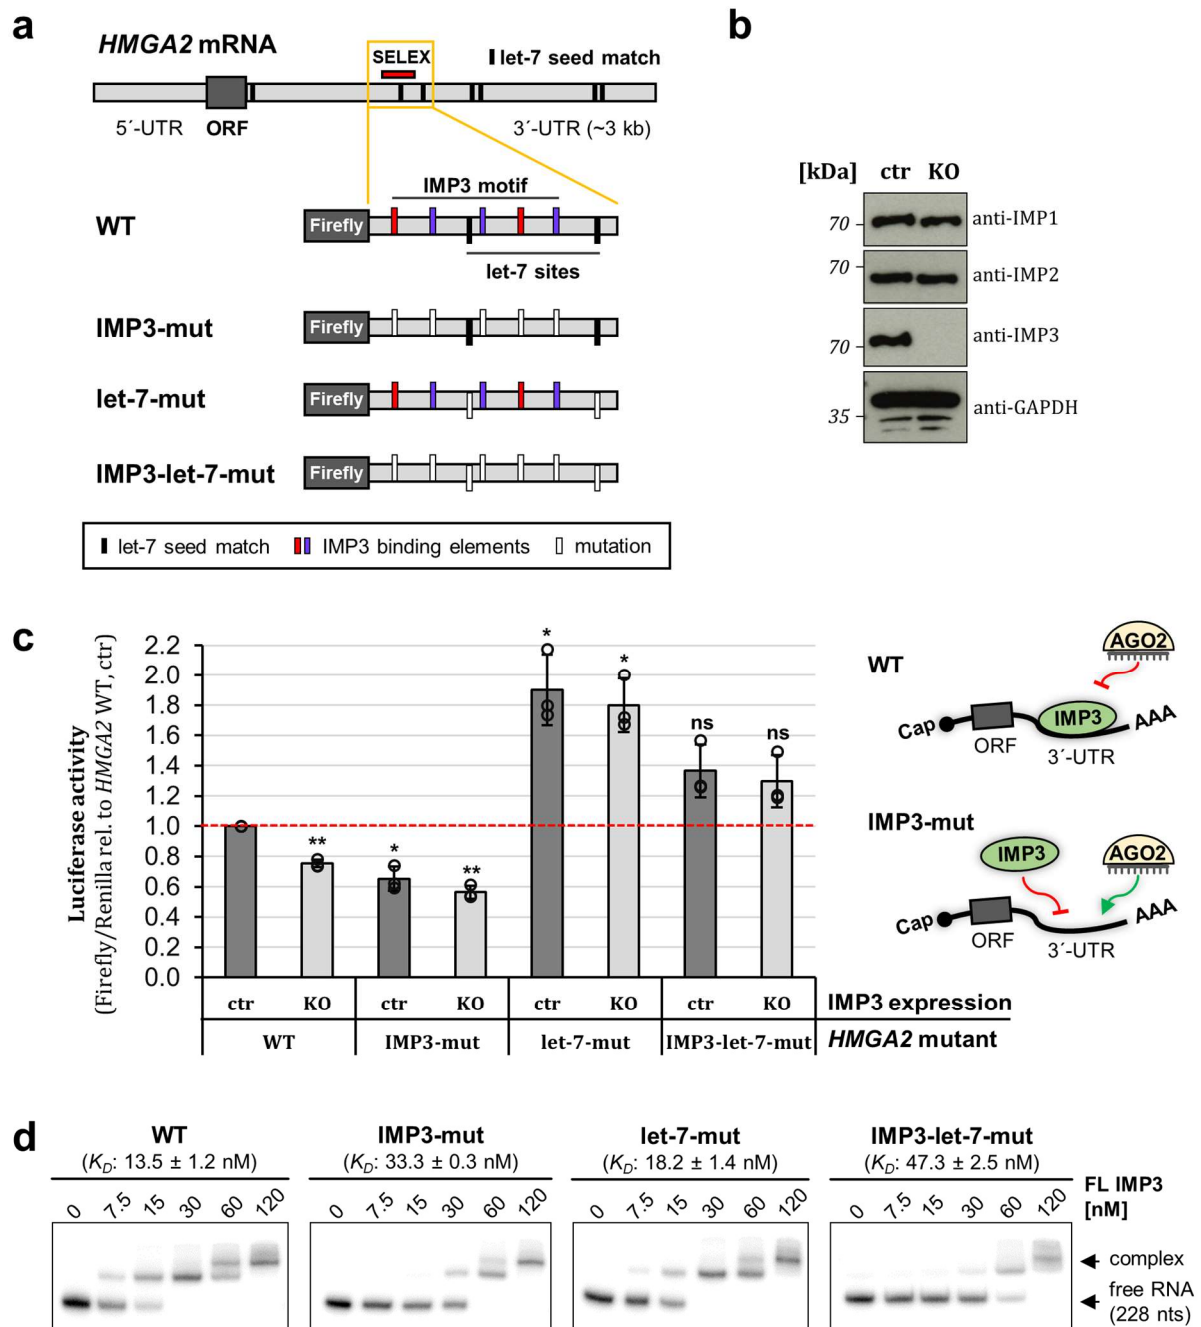 a
HMGA2 mRNA
SELEX
let-7 seed match
5´-UTR ORF 3´-UTR (~3 kb)
IMP3 motif
WT Firefly
let-7 sites
IMP3-mut Firefly
let-7-mut Firefly
IMP3-let-7-mut Firefly
let-7 seed match IMP3 binding elements mutation
b
[kDa] ctr KO
70 anti-IMP1
70 anti-IMP2
70 anti-IMP3
35 anti-GAPDH
c
Luciferase activity
(Firefly/Renilla rel. to HMGA2 WT, ctr)
2.2
2.0
1.8
1.6
1.4
1.2
1.0
0.8
0.6
0.4
0.2
0.0
** * ** * * ns ns
ctr KO ctr KO ctr KO ctr KO IMP3 expression
WT IMP3-mut let-7-mut IMP3-let-7-mut HMGA2 mutant
WT
AGO2
Cap IMP3 AAA
ORF 3´-UTR
IMP3-mut
IMP3 AGO2
Cap AAA
ORF 3´-UTR
d
WT IMP3-mut let-7-mut IMP3-let-7-mut
(KD: 13.5 ± 1.2 nM) (KD: 33.3 ± 0.3 nM) (KD: 18.2 ± 1.4 nM) (KD: 47.3 ± 2.5 nM)
0 7.5 15 30 60 120 0 7.5 15 30 60 120 0 7.5 15 30 60 120 0 7.5 15 30 60 120 FL IMP3
[nM]
complex
free RNA
(228 nts)